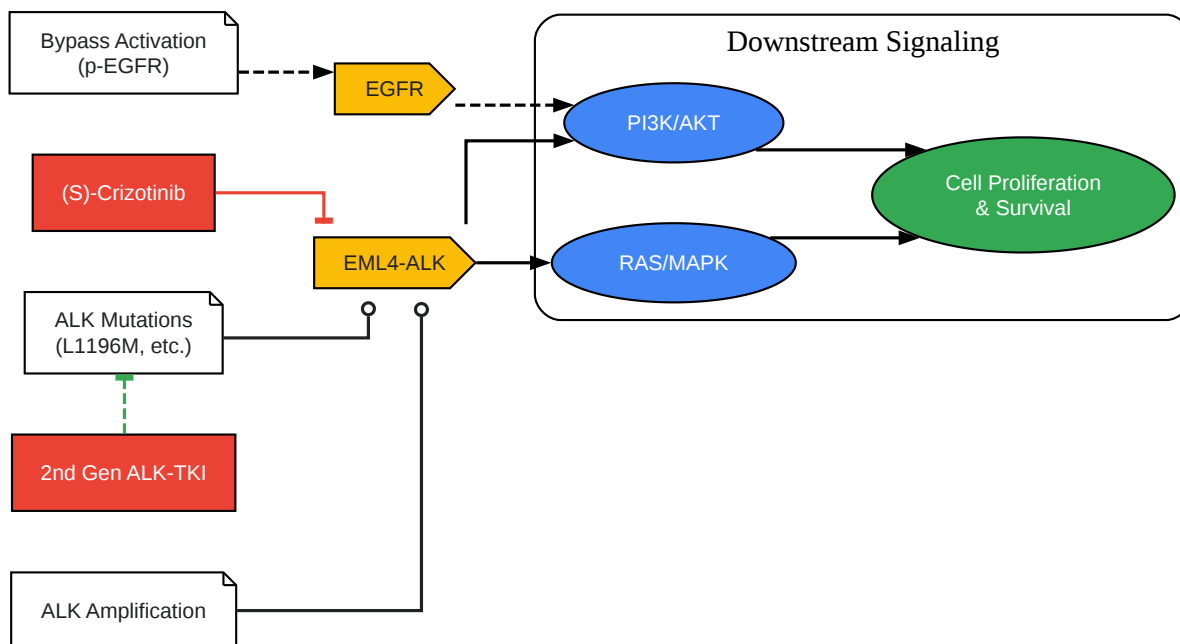 Bypass Activation
(p-EGFR)
EGFR
Downstream Signaling
PI3K/AKT
(S)-Crizotinib
Cell Proliferation
& Survival
EML4-ALK
RAS/MAPK
ALK Mutations
(L1196M, etc.)
2nd Gen ALK-TKI
ALK Amplification